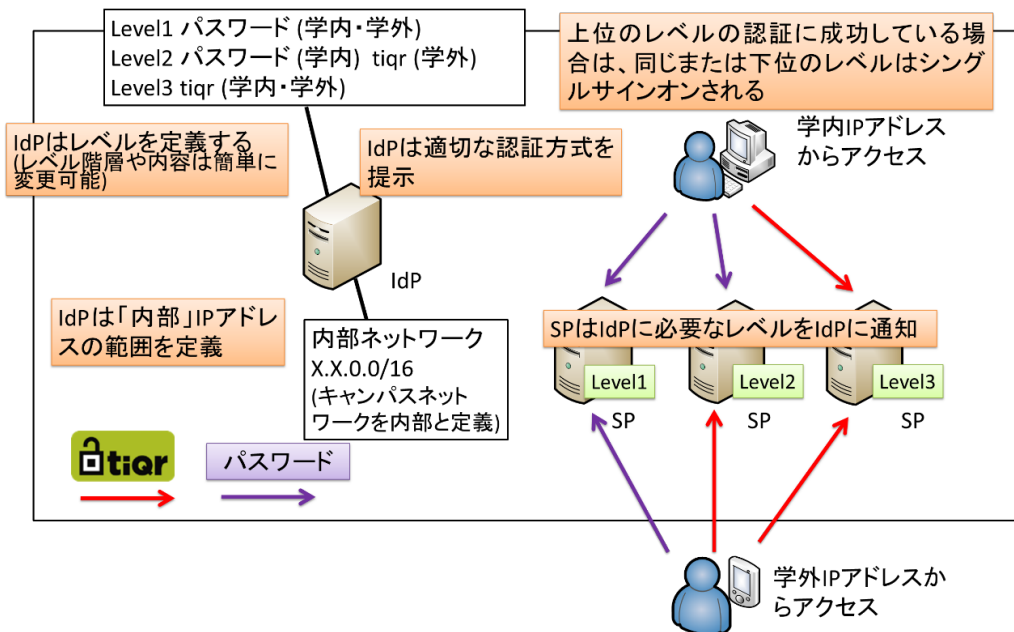 Level1 パスワード (学内・学外)
Level2 パスワード (学内) tiqr (学外)
Level3 tiqr (学内・学外)
上位のレベルの認証に成功している場
合は、同じまたは下位のレベルはシング
ルサインオンされる
IdPはレベルを定義する
(レベル階層や内容は簡単に
変更可能)
IdPは適切な認証方式を
提示
学内IPアドレス
からアクセス
IdP
IdPは「内部」IPアドレ
スの範囲を定義
内部ネットワーク
X.X.0.0/16
(キャンパスネット
ワークを内部と定義)
SPはIdPに必要なレベルをIdPに通知
Level1
Level2
Level3
SP
SP
SP
tiqr
パスワード
学外IPアドレスか
らアクセス